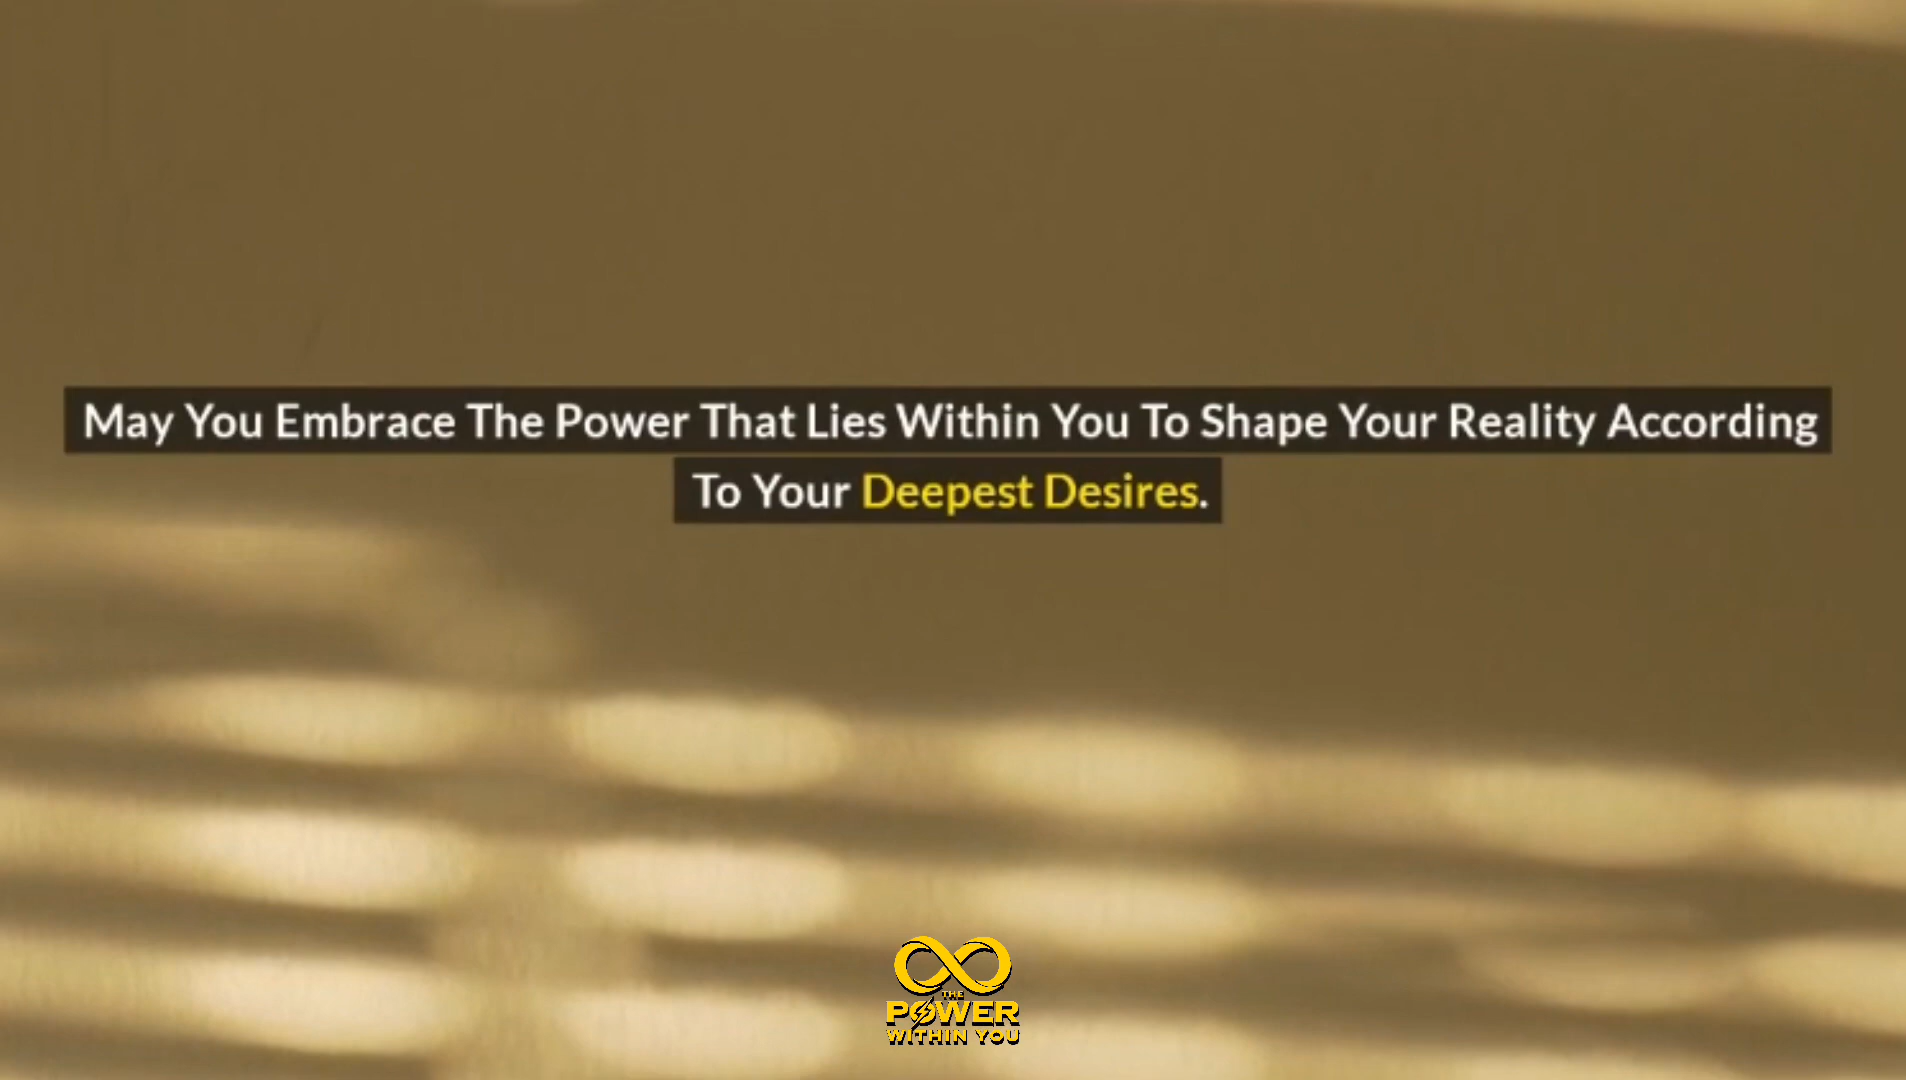 May You Embrace The Power That Lies Within You To Shape Your Reality According
To Your Deepest Desires.
THE
POWER
WITHIN YOU